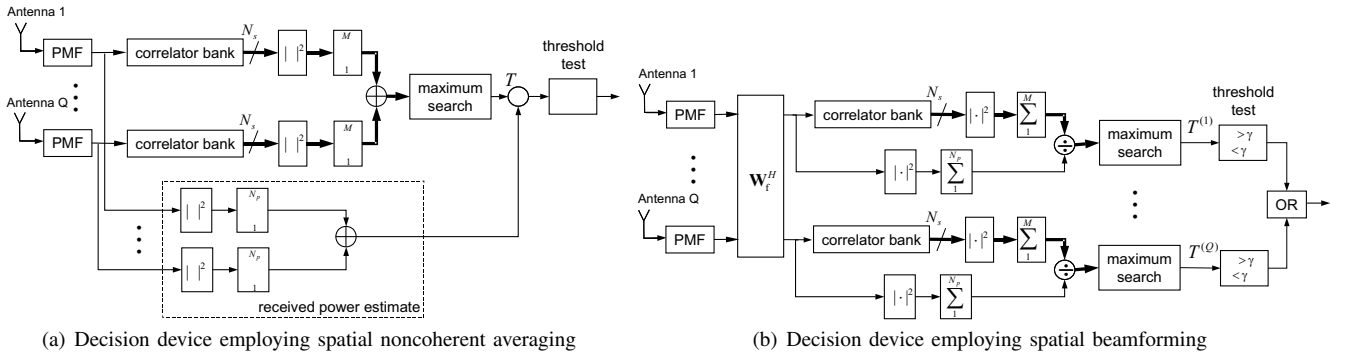 Antenna 1
PMF
correlator bank
N_s
| |²
M
1
Antenna Q
PMF
correlator bank
N_s
| |²
M
1
maximum
search
T
threshold
test
| |²
N_p
1
| |²
N_p
1
received power estimate
(a) Decision device employing spatial noncoherent averaging
Antenna 1
PMF
Antenna Q
PMF
W_f^H
correlator bank
N_s
|·|²
M
∑
1
|·|²
N_p
∑
1
÷
maximum
search
T^(1)
threshold
test
>γ
<γ
correlator bank
N_s
|·|²
M
∑
1
|·|²
N_p
∑
1
÷
maximum
search
T^(Q)
>γ
<γ
OR
(b) Decision device employing spatial beamforming